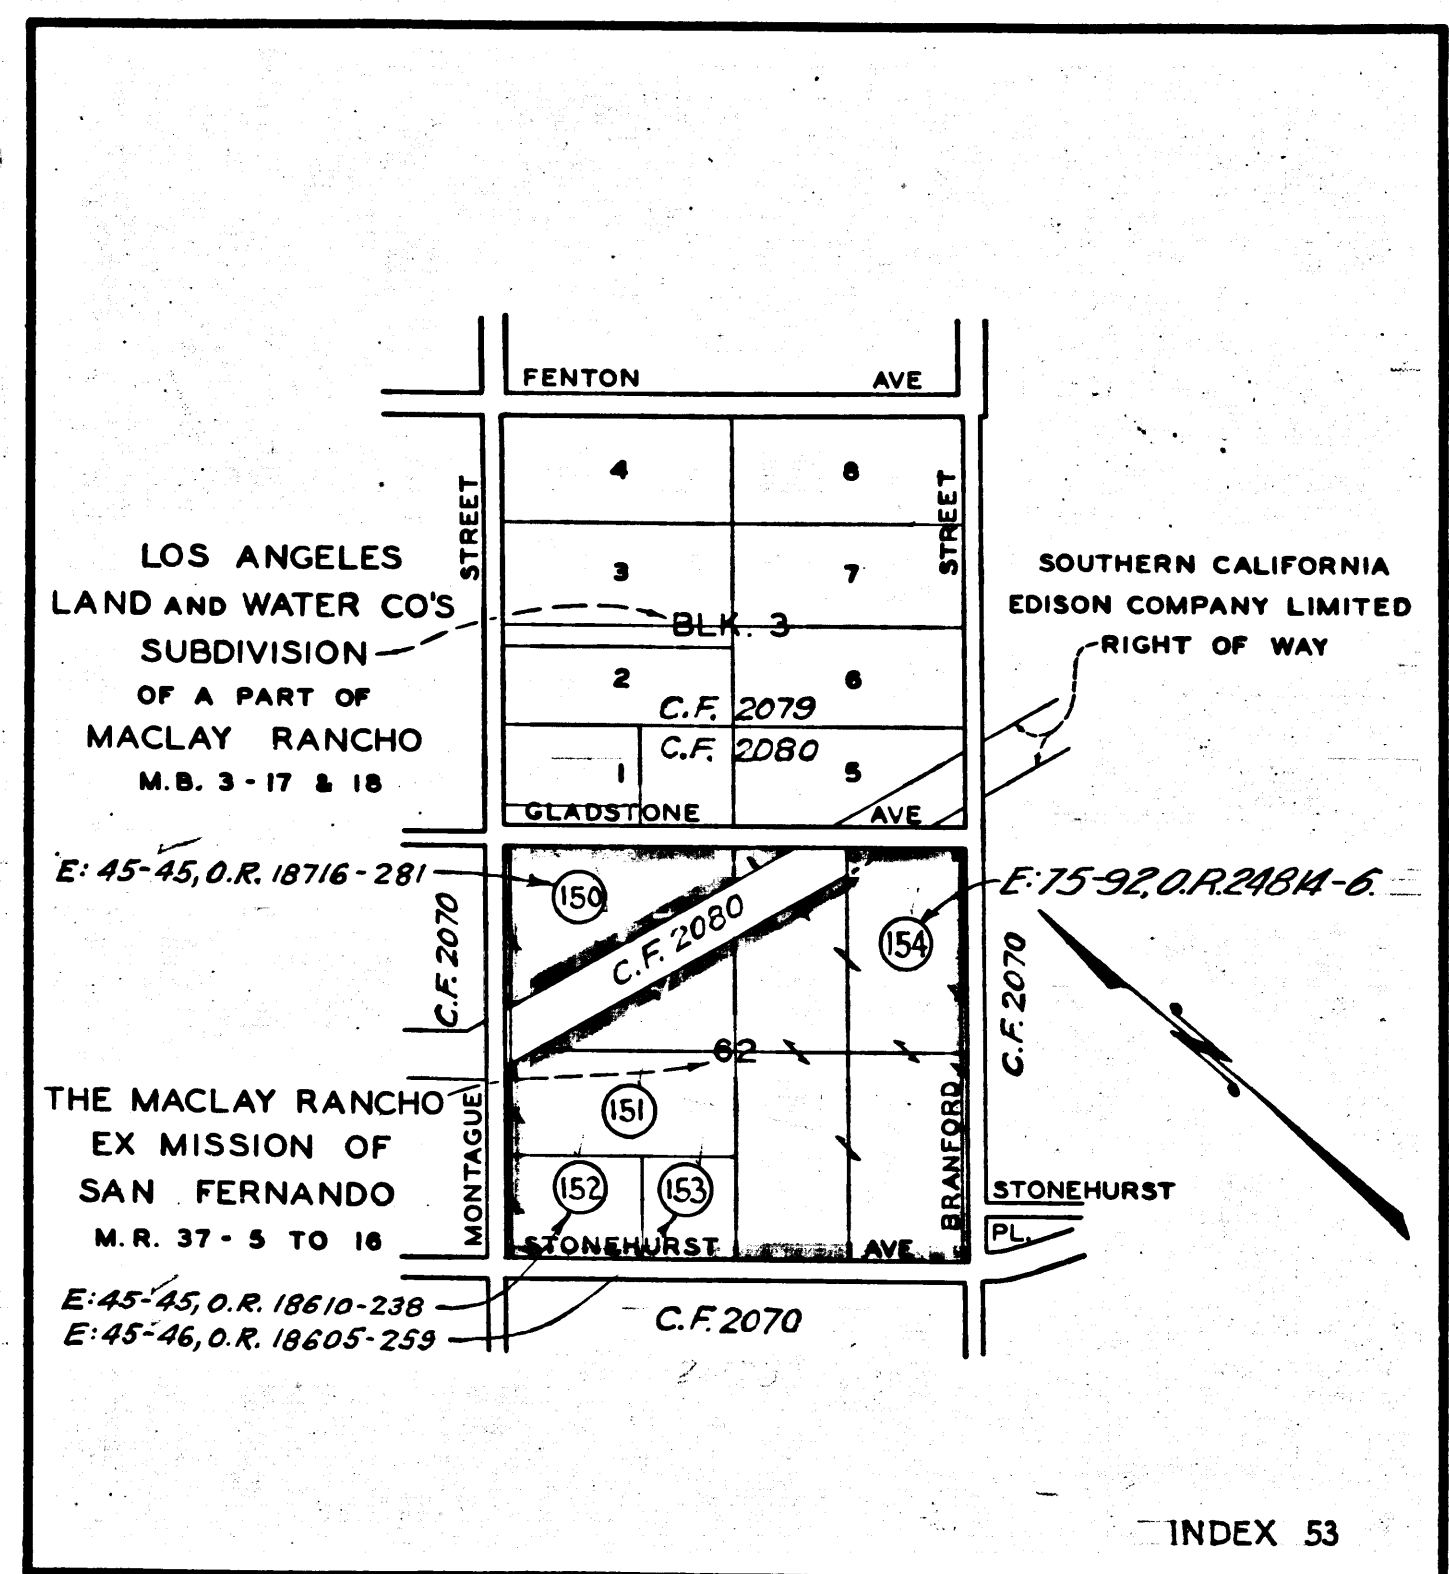 FENTON AVE
4 8
STREET
STREET
3 7
BLK. 3
2 6
C.F. 2079
C.F. 2080
1 5
GLADSTONE AVE
LOS ANGELES
LAND AND WATER CO'S
SUBDIVISION
OF A PART OF
MACLAY RANCHO
M.B. 3 - 17 & 18
SOUTHERN CALIFORNIA
EDISON COMPANY LIMITED
RIGHT OF WAY
E: 45-45, O.R. 18716-281
150
E: 75-92, O.R. 24814-6.
154
C.F. 2070
C.F. 2080
C.F. 2070
62
THE MACLAY RANCHO
EX MISSION OF
SAN FERNANDO
M.R. 37 - 5 TO 16
MONTAGUE
151
152 153
BRANFORD
STONEHURST
PL.
STONEHURST AVE.
E: 45-45, O.R. 18610-238
E: 45-46, O.R. 18605-259
C.F. 2070
INDEX 53